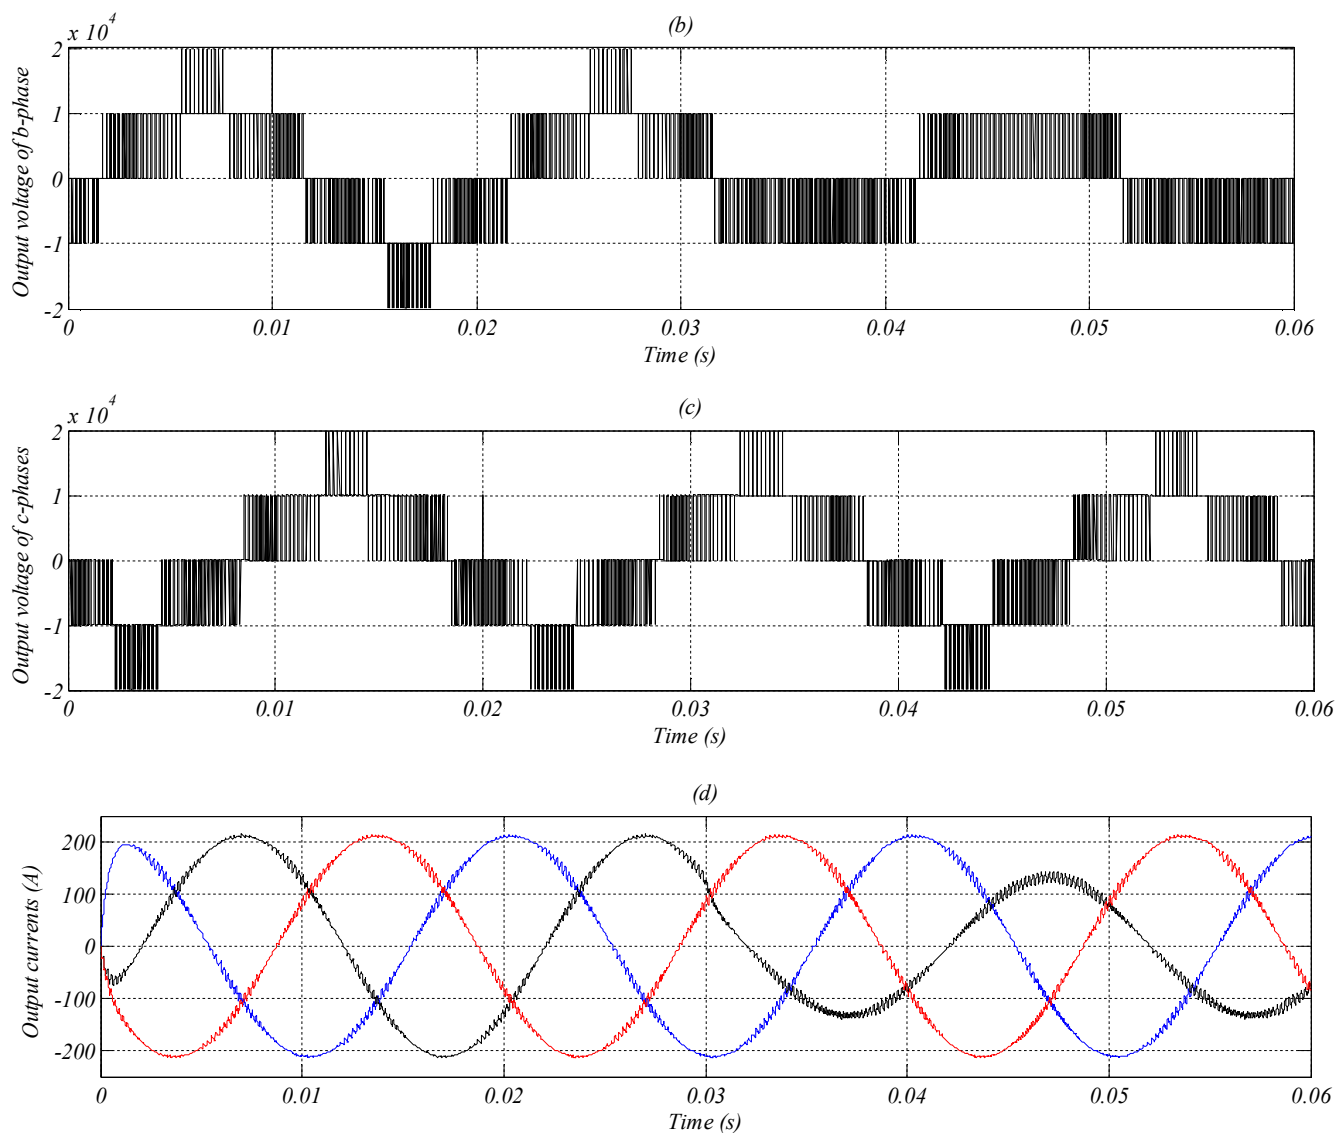 (b)
x 10^4
Output voltage of b-phase
2
1
0
-1
-2
0 0.01 0.02 0.03 0.04 0.05 0.06
Time (s)
(c)
x 10^4
Output voltage of c-phases
2
1
0
-1
-2
0 0.01 0.02 0.03 0.04 0.05 0.06
Time (s)
(d)
Output currents (A)
200
100
0
-100
-200
0 0.01 0.02 0.03 0.04 0.05 0.06
Time (s)